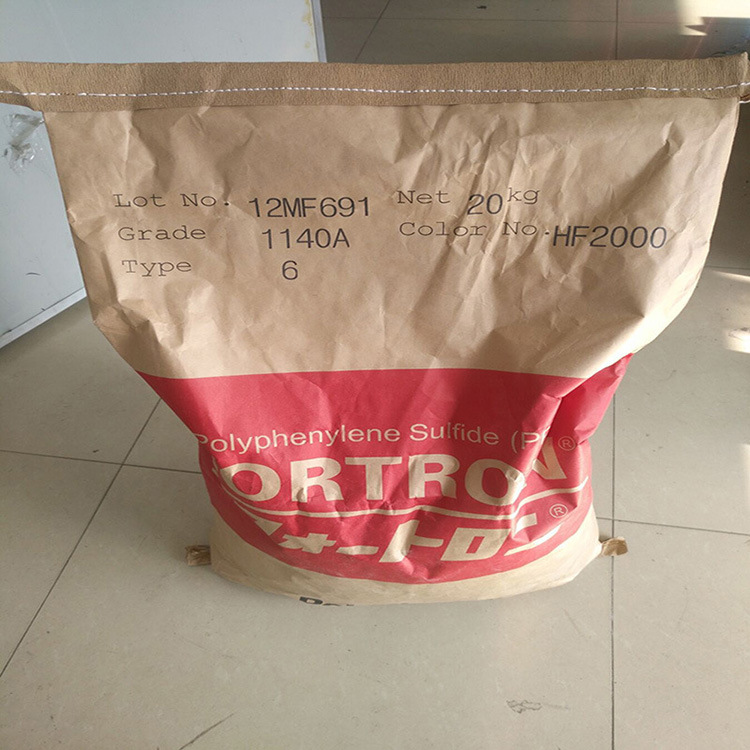 Lot No. 12MF691 Net 20kg
Grade 1140A Color No. HF2000
Type 6
Polyphenylene Sulfide (P ®
ORTRON
フォートロン®